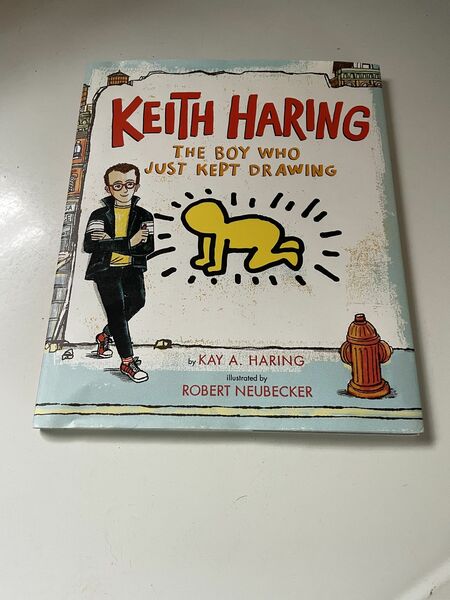 KEITH HARING
THE BOY WHO
JUST KEPT DRAWING
by KAY A. HARING
illustrated by
ROBERT NEUBECKER